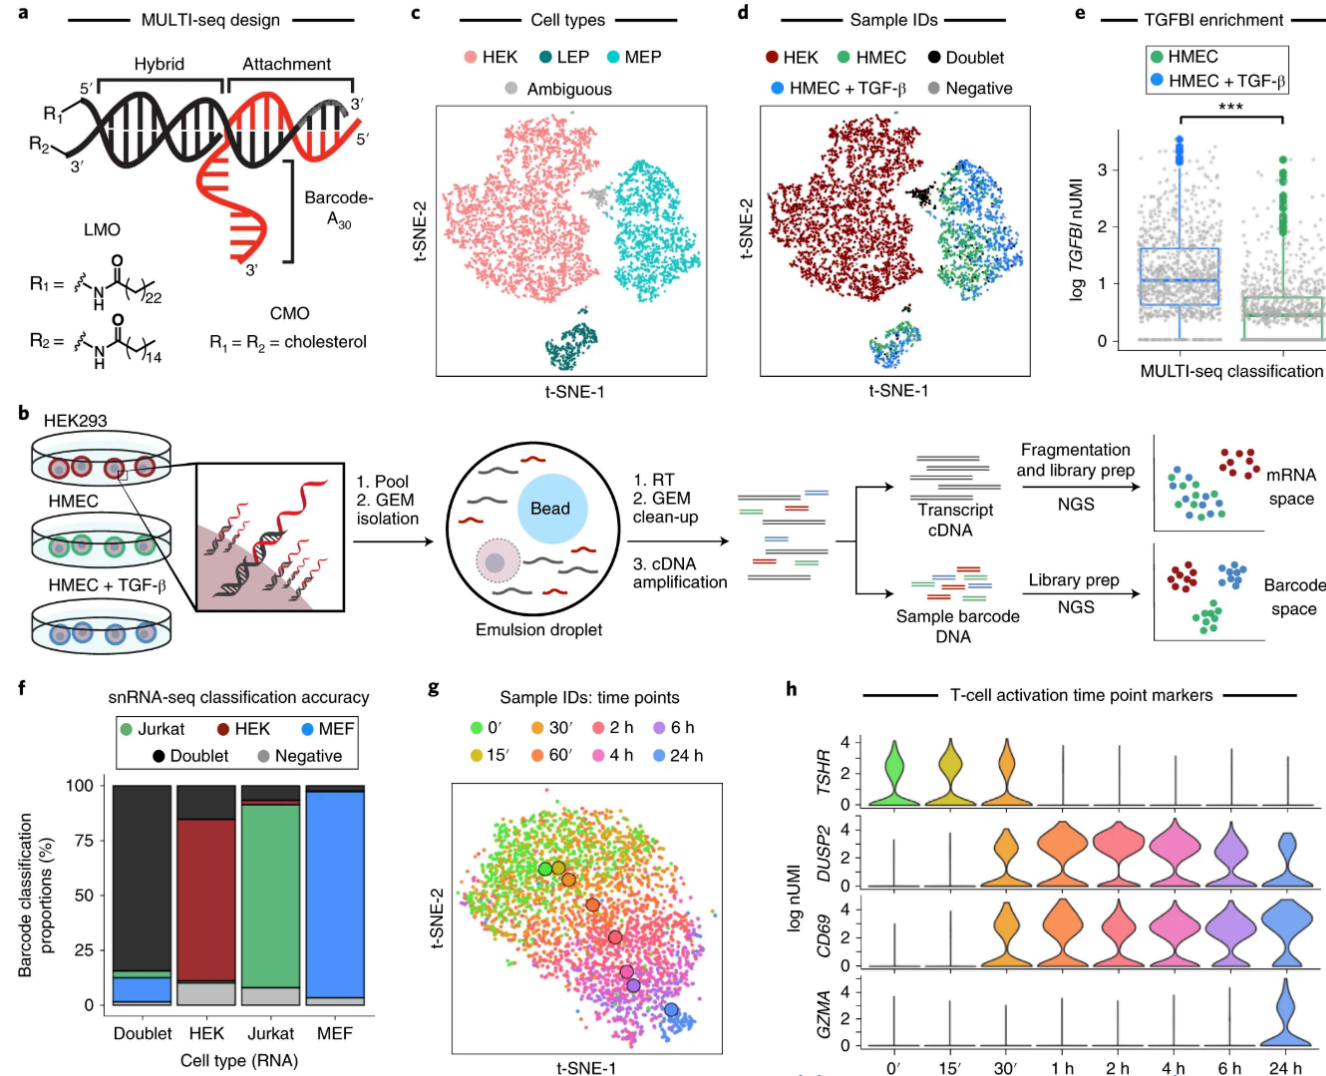 a
MULTI-seq design
Hybrid
Attachment
5′
3′
R1
R2
3′
5′
Barcode-
A30
3′
LMO
R1 =
O
N
H
22
R2 =
O
N
H
14
CMO
R1 = R2 = cholesterol
c
Cell types
HEK
LEP
MEP
Ambiguous
t-SNE-2
t-SNE-1
d
Sample IDs
HEK
HMEC
Doublet
HMEC + TGF-β
Negative
t-SNE-2
t-SNE-1
e
TGFBI enrichment
HMEC
HMEC + TGF-β
***
log TGFBI nUMI
3
2
1
0
MULTI-seq classification
b
HEK293
HMEC
HMEC + TGF-β
1. Pool
2. GEM
isolation
Bead
Emulsion droplet
1. RT
2. GEM
clean-up
3. cDNA
amplification
Transcript
cDNA
Sample barcode
DNA
Fragmentation
and library prep
NGS
Library prep
NGS
mRNA
space
Barcode
space
f
snRNA-seq classification accuracy
Jurkat
HEK
MEF
Doublet
Negative
Barcode classification
proportions (%)
100
75
50
25
0
Doublet
HEK
Jurkat
MEF
Cell type (RNA)
g
Sample IDs: time points
0′
30′
2 h
6 h
15′
60′
4 h
24 h
t-SNE-2
t-SNE-1
h
T-cell activation time point markers
log nUMI
TSHR
4
2
0
DUSP2
4
2
0
CD69
4
2
0
GZMA
4
2
0
0′
15′
30′
1 h
2 h
4 h
6 h
24 h